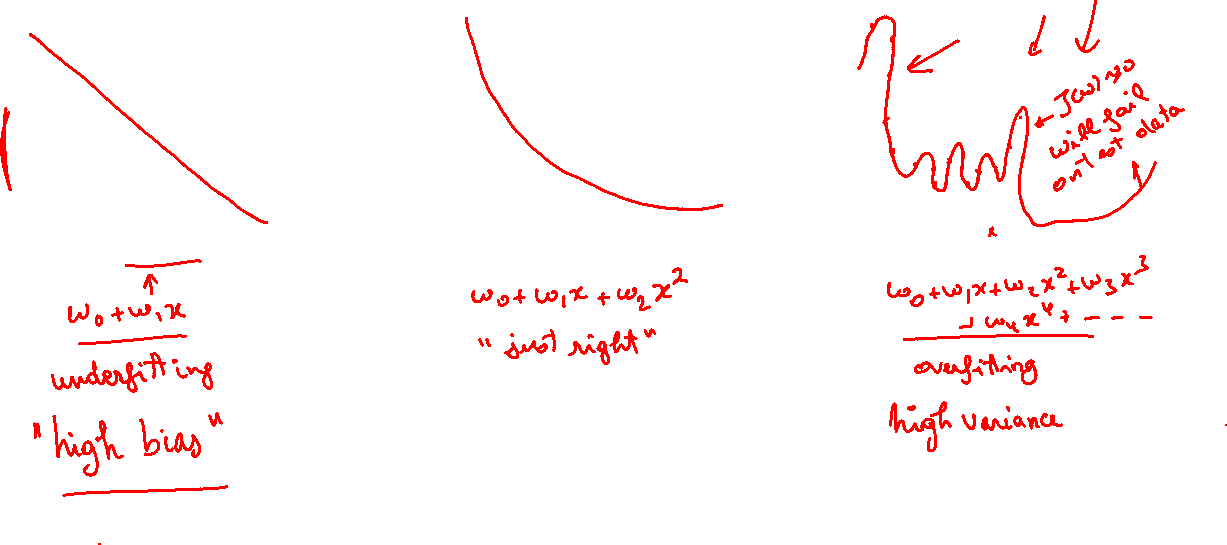 w₀+w₁x
underfitting
"high bias"
w₀+w₁x+w₂x²
"just right"
J(w)≈0
will fail
on test data
w₀+w₁x+w₂x²+w₃x³
+w₄x⁴+----
overfitting
high variance